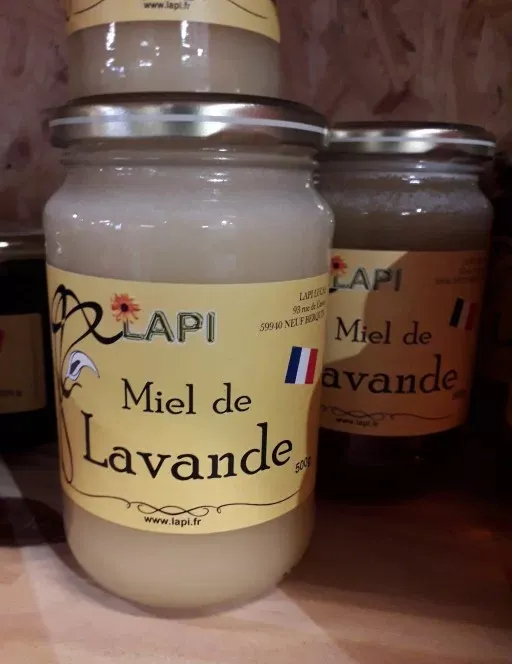 www.lapi.fr
LAPI
59940 NEUF BERQUIN
Miel de
Lavande
500g
www.lapi.fr
LAPI
Miel de
avande
www.lapi.fr